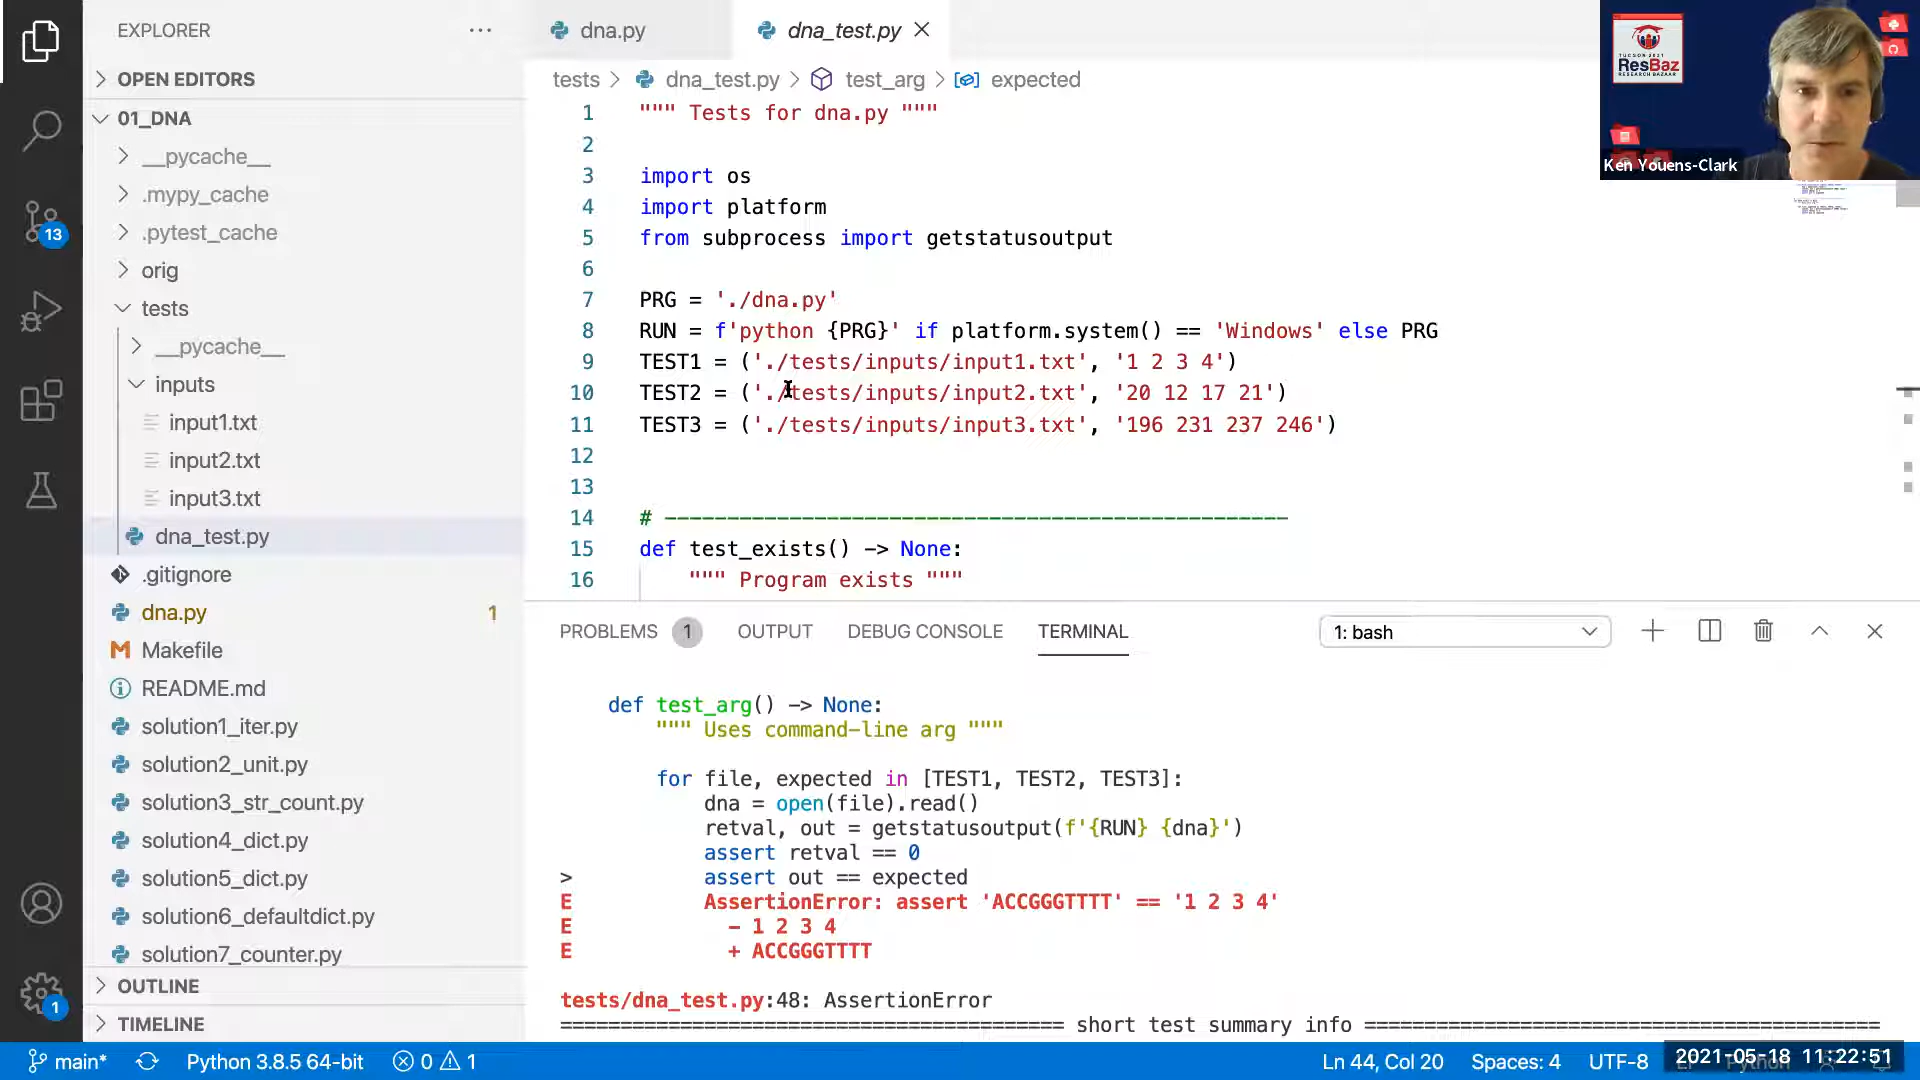 EXPLORER
OPEN EDITORS
01_DNA
__pycache__
.mypy_cache
.pytest_cache
orig
tests
__pycache__
inputs
input1.txt
input2.txt
input3.txt
dna_test.py
.gitignore
dna.py 1
Makefile
README.md
solution1_iter.py
solution2_unit.py
solution3_str_count.py
solution4_dict.py
solution5_dict.py
solution6_defaultdict.py
solution7_counter.py
OUTLINE
TIMELINE
13
1
dna.py
dna_test.py
tests > dna_test.py > test_arg > expected
1 """ Tests for dna.py """
2
3 import os
4 import platform
5 from subprocess import getstatusoutput
6
7 PRG = './dna.py'
8 RUN = f'python {PRG}' if platform.system() == 'Windows' else PRG
9 TEST1 = ('./tests/inputs/input1.txt', '1 2 3 4')
10 TEST2 = ('./tests/inputs/input2.txt', '20 12 17 21')
11 TEST3 = ('./tests/inputs/input3.txt', '196 231 237 246')
12
13
14 # --------------------------------------------------
15 def test_exists() -> None:
16 """ Program exists """
TUCSON 2021
ResBaz
RESEARCH BAZAAR
Ken Youens-Clark
PROBLEMS 1 OUTPUT DEBUG CONSOLE TERMINAL 1: bash
def test_arg() -> None:
""" Uses command-line arg """
for file, expected in [TEST1, TEST2, TEST3]:
dna = open(file).read()
retval, out = getstatusoutput(f'{RUN} {dna}')
assert retval == 0
> assert out == expected
E AssertionError: assert 'ACCGGGTTTT' == '1 2 3 4'
E - 1 2 3 4
E + ACCGGGTTTT
tests/dna_test.py:48: AssertionError
========================================== short test summary info ===========================================
main* Python 3.8.5 64-bit 0 1 Ln 44, Col 20 Spaces: 4 UTF-8 LF Python
2021-05-18 11:22:51